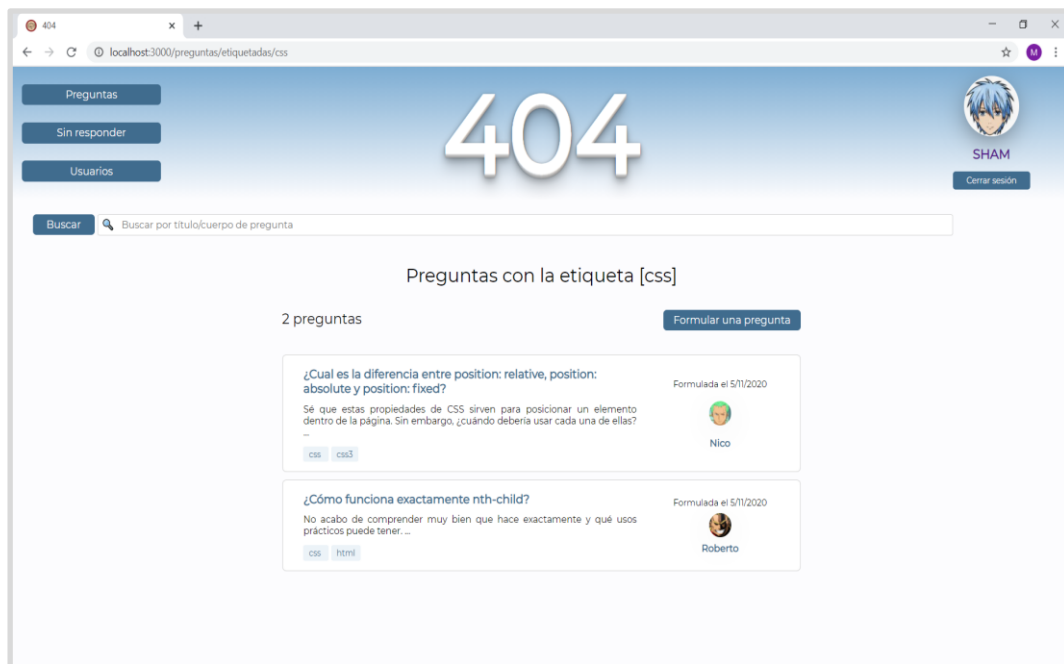 404
localhost:3000/preguntas/etiquetadas/css
M
Preguntas
Sin responder
Usuarios
404
SHAM
Cerrar sesión
Buscar
Buscar por título/cuerpo de pregunta
Preguntas con la etiqueta [css]
2 preguntas
Formular una pregunta
¿Cual es la diferencia entre position: relative, position:
absolute y position: fixed?
Sé que estas propiedades de CSS sirven para posicionar un elemento
dentro de la página. Sin embargo, ¿cuándo debería usar cada una de ellas?
...
css css3
Formulada el 5/11/2020
Nico
¿Cómo funciona exactamente nth-child?
No acabo de comprender muy bien que hace exactamente y qué usos
prácticos puede tener. ...
css html
Formulada el 5/11/2020
Roberto